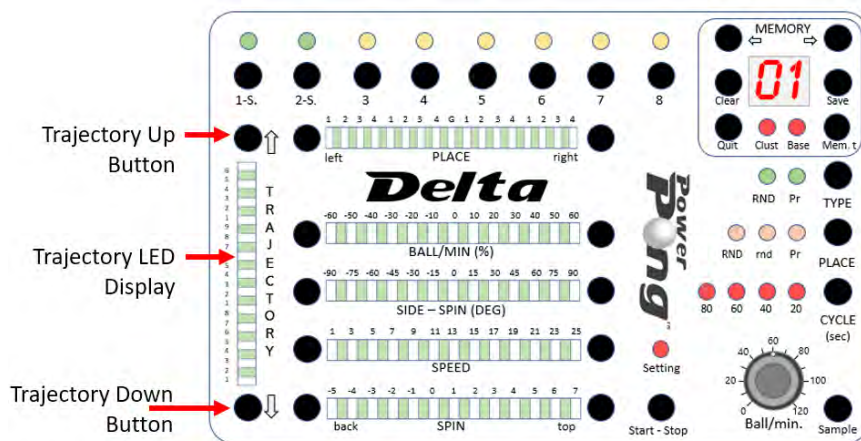 MEMORY
01
Clear
Save
Quit
Clust
Base
Mem. t
1-S.
2-S.
3
4
5
6
7
8
Trajectory Up
Button
1 2 3 4 1 2 3 4 G 1 2 3 4 1 2 3 4
left
PLACE
right
RND
Pr
TYPE
Delta
Power
Pong
TRAJECTORY
Trajectory LED
Display
-60 -50 -40 -30 -20 -10 0 10 20 30 40 50 60
BALL/MIN (%)
RND
rnd
Pr
PLACE
-90 -75 -60 -45 -30 -15 0 15 30 45 60 75 90
SIDE – SPIN (DEG)
80
60
40
20
CYCLE
(sec)
1 3 5 7 9 11 13 15 17 19 21 23 25
SPEED
Setting
Trajectory Down
Button
-5 -4 -3 -2 -1 0 1 2 3 4 5 6 7
back
SPIN
top
Start - Stop
0
20
40
60
80
100
120
Ball/min.
Sample